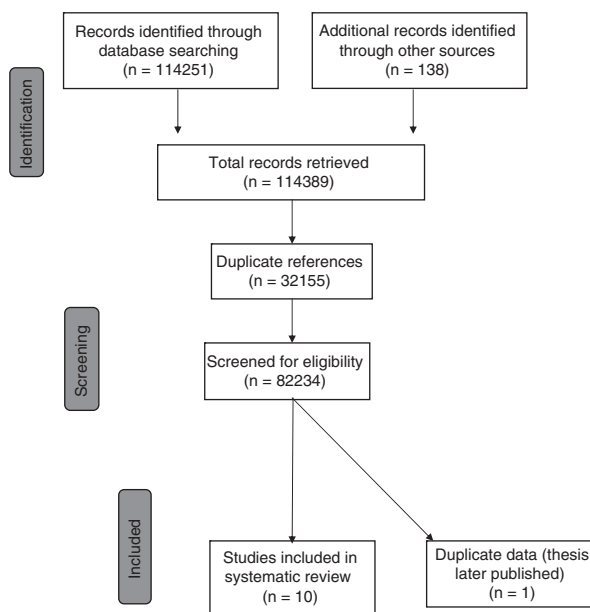 Records identified through
database searching
(n = 114251)
Additional records identified
through other sources
(n = 138)
Identification
Total records retrieved
(n = 114389)
Duplicate references
(n = 32155)
Screening
Screened for eligibility
(n = 82234)
Included
Studies included in
systematic review
(n = 10)
Duplicate data (thesis
later published)
(n = 1)